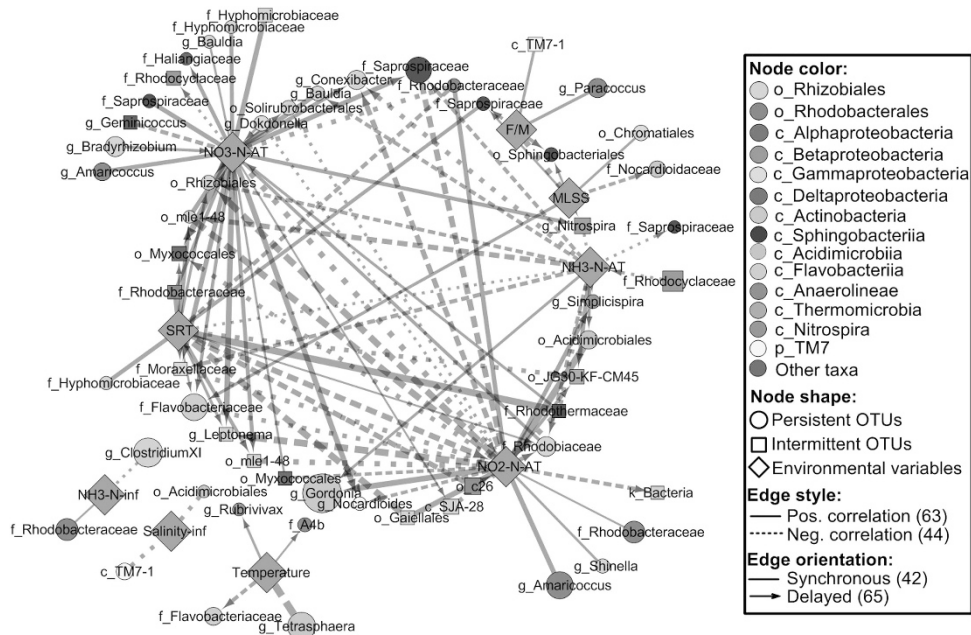 f_Hyphomicrobiaceae
f_Hyphomicrobiaceae
g_Bauldia
f_Haliangiaceae
f_Rhodocyclaceae
f_Saprospiraceae
g_Geminicoccus
g_Bradyrhizobium
g_Amaricoccus
NO3-N-AT
o_Rhizobiales
o_mle1-48
o_Myxococcales
f_Rhodobacteraceae
SRT
f_Moraxellaceae
f_Hyphomicrobiaceae
f_Flavobacteriaceae
g_Leptonema
o_mle1-48
o_Myxococcales
g_Gordonia
g_Nocardioides
o_Gaiellales
c_SJA-28
o_c26
g_Conexibacter
g_Bauldia
o_Solirubrobacterales
g_Dokdonella
f_Saprospiraceae
f_Rhodobacteraceae
f_Saprospiraceae
c_TM7-1
g_Paracoccus
F/M
o_Chromatiales
o_Sphingobacteriales
f_Nocardioidaceae
MLSS
g_Nitrospira
f_Saprospiraceae
NH3-N-AT
f_Rhodocyclaceae
g_Simplicispira
o_Acidimicrobiales
o_JG30-KF-CM45
f_Rhodothermaceae
f_Rhodobiaceae
NO2-N-AT
k_Bacteria
f_Rhodobacteraceae
g_Shinella
g_Amaricoccus
g_ClostridiumXI
NH3-N-inf
f_Rhodobacteraceae
o_Acidimicrobiales
Salinity-inf
c_TM7-1
g_Rubrivivax
f_A4b
Temperature
f_Flavobacteriaceae
g_Tetrasphaera
Node color:
o_Rhizobiales
o_Rhodobacterales
c_Alphaproteobacteria
c_Betaproteobacteria
c_Gammaproteobacteria
c_Deltaproteobacteria
c_Actinobacteria
c_Sphingobacteriia
c_Acidimicrobiia
c_Flavobacteriia
c_Anaerolineae
c_Thermomicrobia
c_Nitrospira
p_TM7
Other taxa
Node shape:
Persistent OTUs
Intermittent OTUs
Environmental variables
Edge style:
Pos. correlation (63)
Neg. correlation (44)
Edge orientation:
Synchronous (42)
Delayed (65)